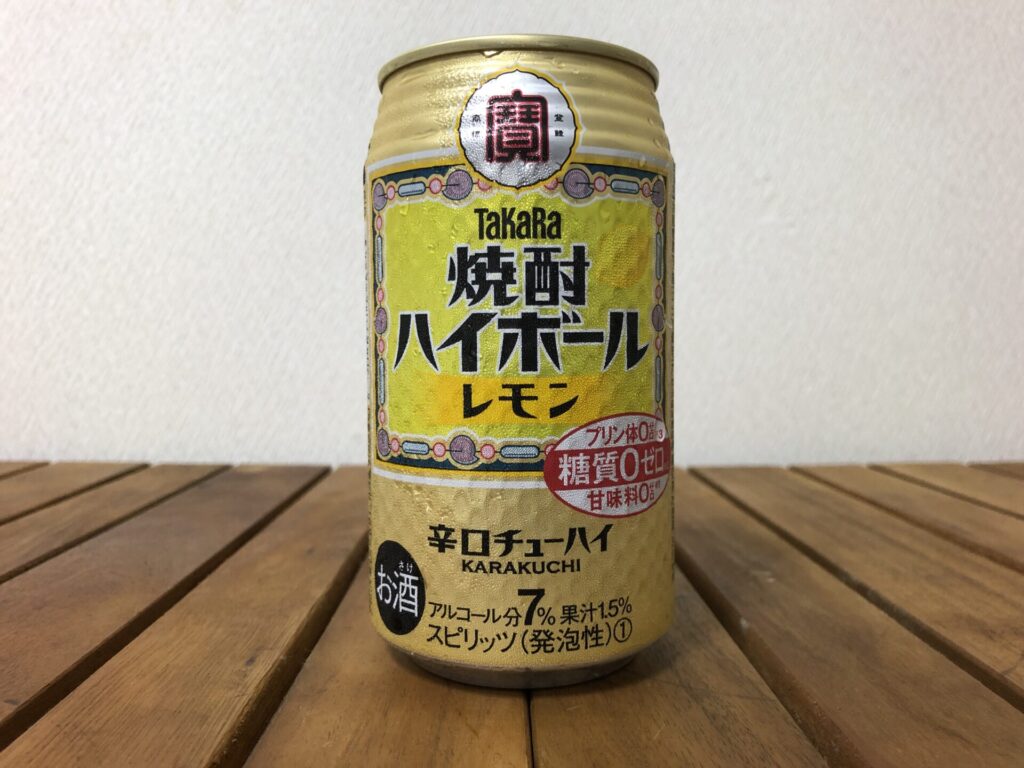 寶
TaKaRa
焼酎
ハイボール
レモン
プリン体0
糖質0ゼロ
甘味料0
辛口チューハイ
KARAKUCHI
さけ
お酒
アルコール分7% 果汁1.5%
スピリッツ(発泡性)①